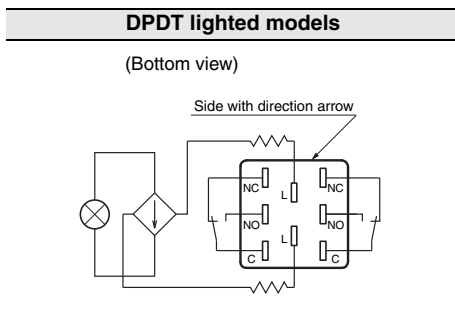 DPDT lighted models
(Bottom view)
Side with direction arrow
NC L NC
NO L NO
C C